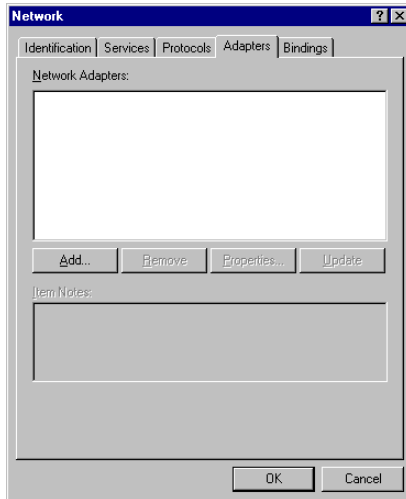 Network
Identification Services Protocols Adapters Bindings
Network Adapters:
Add... Remove Properties... Update
Item Notes:
OK Cancel